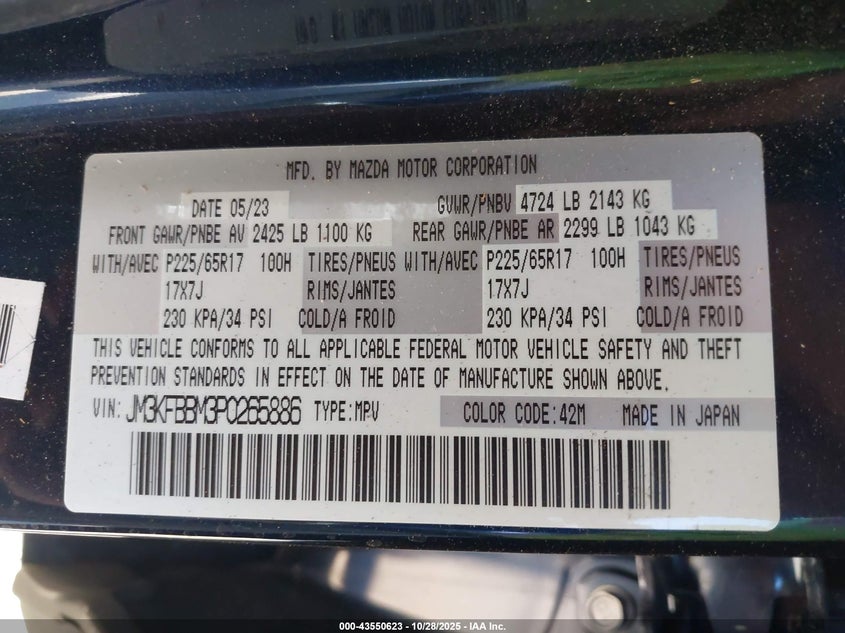 MFD. BY MAZDA MOTOR CORPORATION
DATE 05/23 GVWR/PNBV 4724 LB 2143 KG
FRONT GAWR/PNBE AV 2425 LB 1100 KG REAR GAWR/PNBE AR 2299 LB 1043 KG
WITH/AVEC P225/65R17 100H TIRES/PNEUS WITH/AVEC P225/65R17 100H TIRES/PNEUS
17X7J RIMS/JANTES 17X7J RIMS/JANTES
230 KPA/34 PSI COLD/A FROID 230 KPA/34 PSI COLD/A FROID
THIS VEHICLE CONFORMS TO ALL APPLICABLE FEDERAL MOTOR VEHICLE SAFETY AND THEFT
PREVENTION STANDARDS IN EFFECT ON THE DATE OF MANUFACTURE SHOWN ABOVE.
VIN: JM3KFBBM3P0265886 TYPE:MPV COLOR CODE:42M MADE IN JAPAN
000-43550623 | 10/28/2025 - IAA Inc.